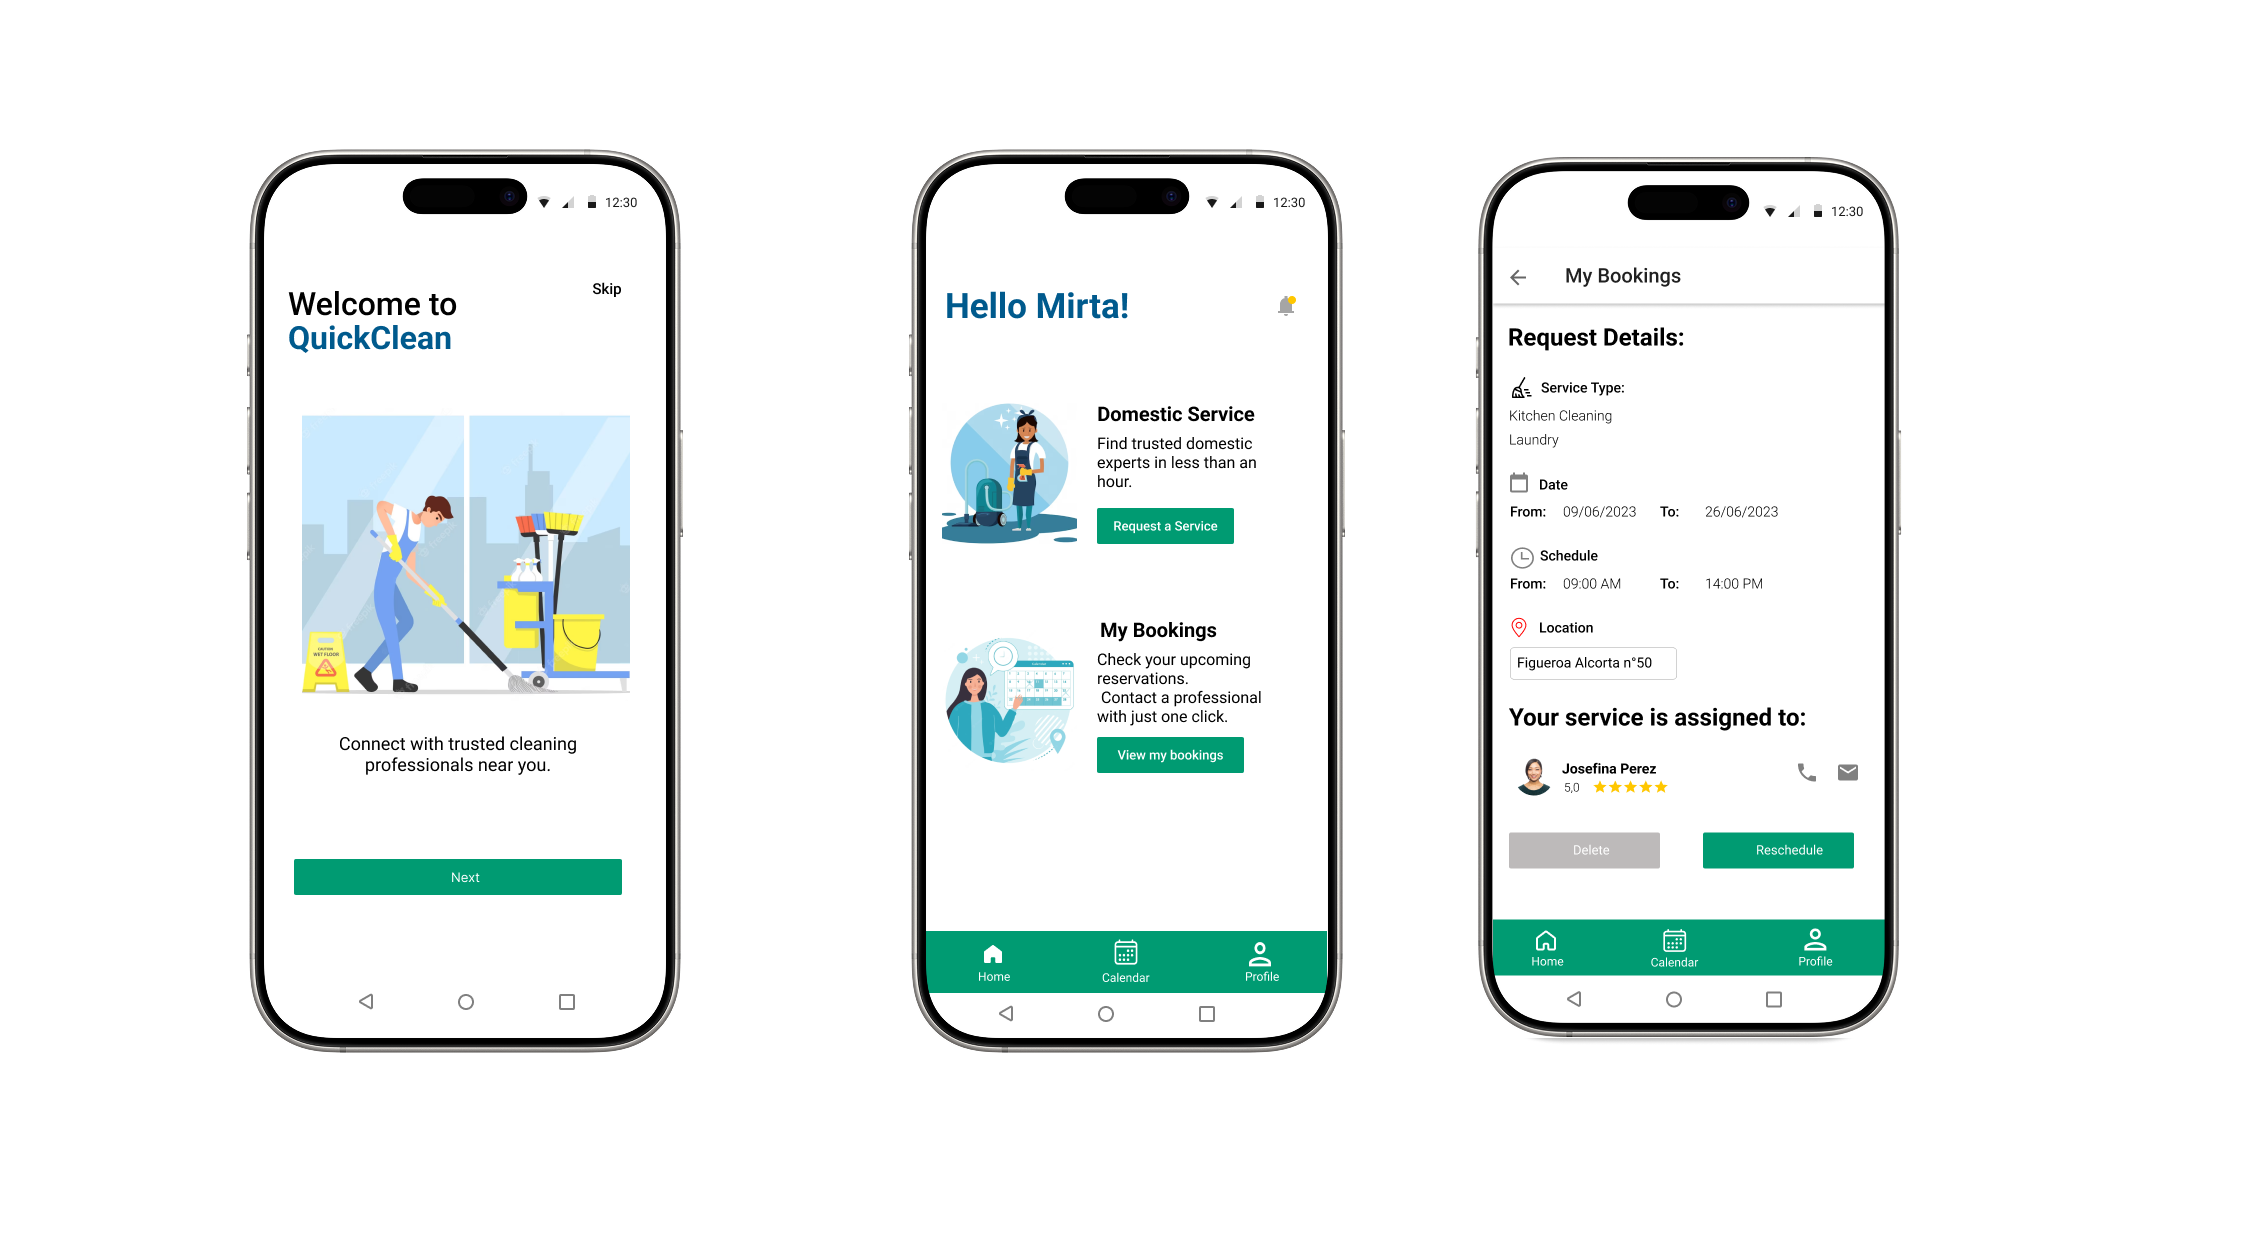 12:30
Skip
Welcome to
QuickClean
CAUTION
WET FLOOR
Connect with trusted cleaning
professionals near you.
Next
12:30
Hello Mirta!
Domestic Service
Find trusted domestic
experts in less than an
hour.
Request a Service
My Bookings
Check your upcoming
reservations.
Contact a professional
with just one click.
View my bookings
Home
Calendar
Profile
12:30
My Bookings
Request Details:
Service Type:
Kitchen Cleaning
Laundry
Date
From: 09/06/2023 To: 26/06/2023
Schedule
From: 09:00 AM To: 14:00 PM
Location
Figueroa Alcorta n°50
Your service is assigned to:
Josefina Perez
5,0
Delete
Reschedule
Home
Calendar
Profile